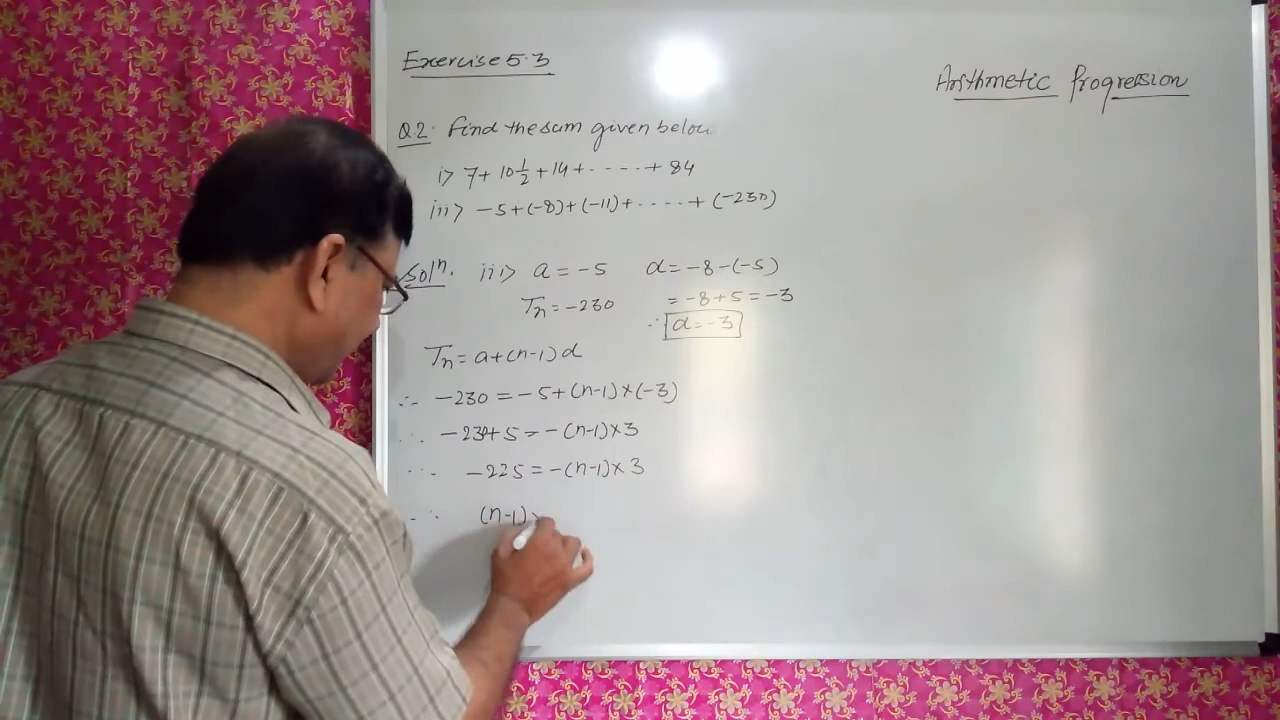 Exercise 5.3
Arithmetic Progression
Q2. Find the sum given below
i> 7 + 10 1/2 + 14 + . - - - + 84
iii> -5 + (-8) + (-11) + . . . . + (-230)
Soln. iii> a = -5 d = -8 - (-5)
Tn = -230 = -8 + 5 = -3
∴ d = -3
Tn = a + (n-1) d
∴ -230 = -5 + (n-1) × (-3)
∴ -230 + 5 = -(n-1) × 3
∴ -225 = -(n-1) × 3
∴ (n-1)